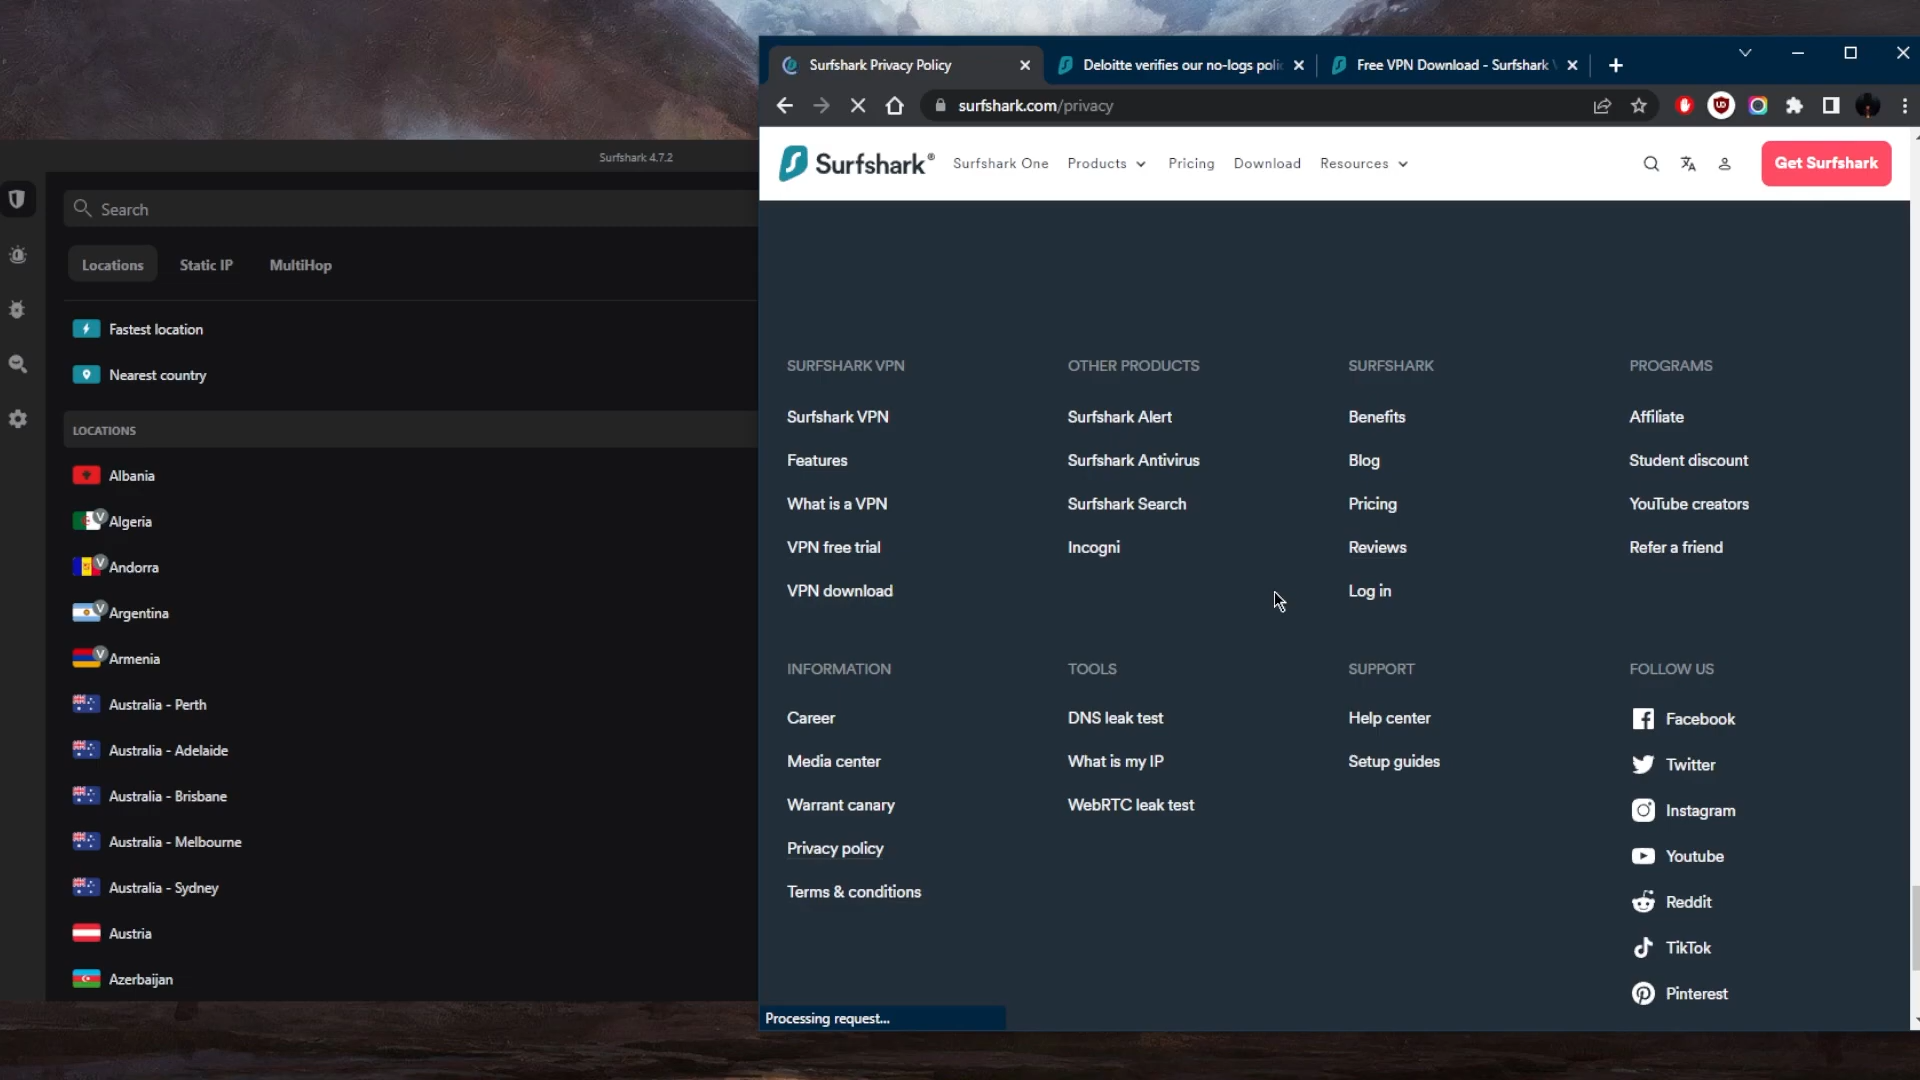 Surfshark 4.7.2
Search
Locations Static IP MultiHop
Fastest location
Nearest country
LOCATIONS
Albania
V Algeria
V Andorra
V Argentina
V Armenia
Australia - Perth
Australia - Adelaide
Australia - Brisbane
Australia - Melbourne
Australia - Sydney
Austria
Azerbaijan
Surfshark Privacy Policy
Deloitte verifies our no-logs poli
Free VPN Download - Surfshark
surfshark.com/privacy
Surfshark®
Surfshark One Products Pricing Download Resources
Get Surfshark
SURFSHARK VPN
Surfshark VPN
Features
What is a VPN
VPN free trial
VPN download
OTHER PRODUCTS
Surfshark Alert
Surfshark Antivirus
Surfshark Search
Incogni
SURFSHARK
Benefits
Blog
Pricing
Reviews
Log in
PROGRAMS
Affiliate
Student discount
YouTube creators
Refer a friend
INFORMATION
Career
Media center
Warrant canary
Privacy policy
Terms & conditions
TOOLS
DNS leak test
What is my IP
WebRTC leak test
SUPPORT
Help center
Setup guides
FOLLOW US
Facebook
Twitter
Instagram
Youtube
Reddit
TikTok
Pinterest
Processing request...